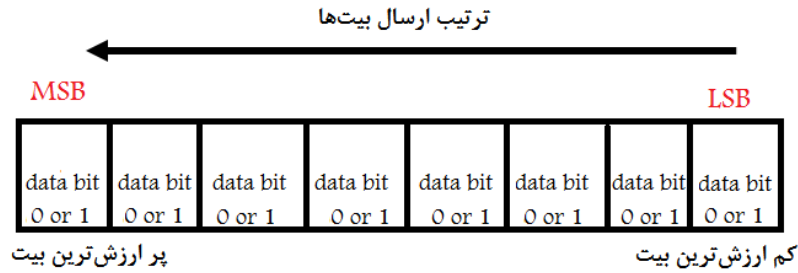 ترتیب ارسال بیت‌ها
MSB LSB
data bit data bit data bit data bit data bit data bit data bit data bit
0 or 1 0 or 1 0 or 1 0 or 1 0 or 1 0 or 1 0 or 1 0 or 1
پر ارزش‌ترین بیت کم ارزش‌ترین بیت